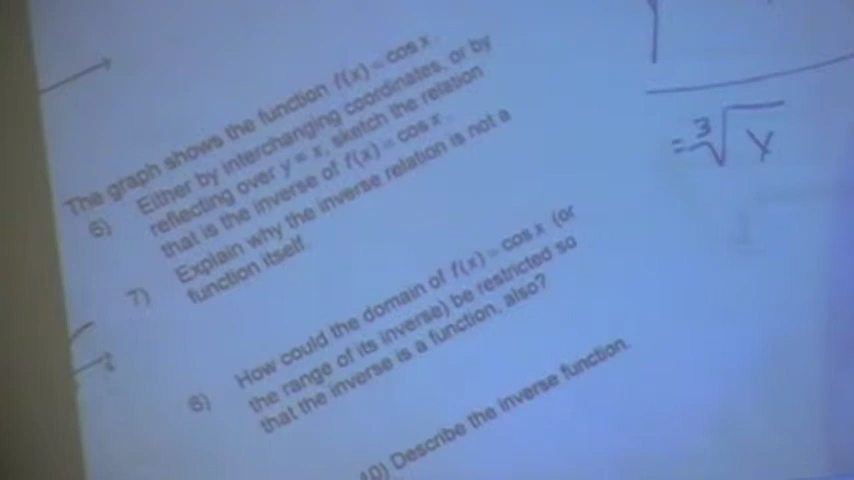 The graph shows the function f(x) = cos x.
6) Either by interchanging coordinates, or by
reflecting over y = x, sketch the relation
that is the inverse of f(x) = cos x.
7) Explain why the inverse relation is not a
function itself.
8) How could the domain of f(x) = cos x (or
the range of its inverse) be restricted so
that the inverse is a function, also?
10) Describe the inverse function.
= ∛y